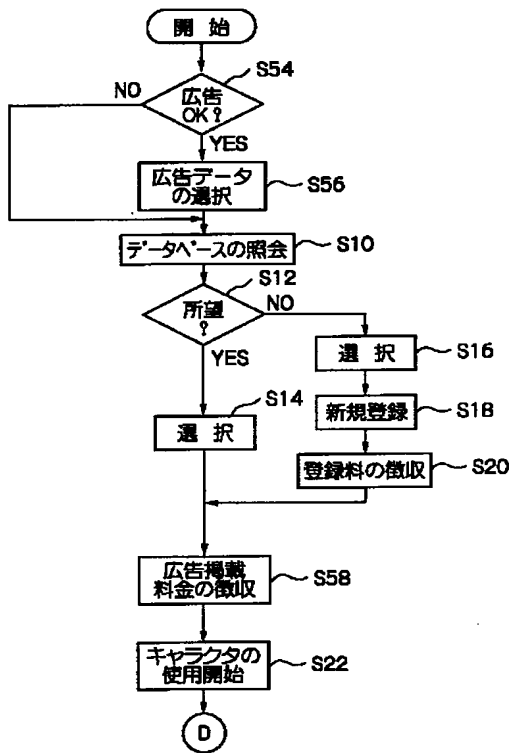 開始
S54
NO
広告
OK?
YES
広告データ
の選択
S56
データベースの照会
S10
S12
所望
?
NO
YES
選択
S16
S14
選択
新規登録
S18
登録料の徴収
S20
広告掲載
料金の徴収
S58
キャラクタの
使用開始
S22
D